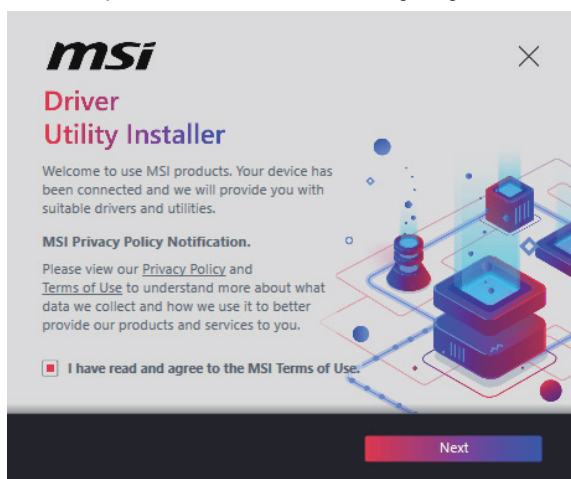 msi
Driver
Utility Installer
Welcome to use MSI products. Your device has
been connected and we will provide you with
suitable drivers and utilities.
MSI Privacy Policy Notification.
Please view our Privacy Policy and
Terms of Use to understand more about what
data we collect and how we use it to better
provide our products and services to you.
I have read and agree to the MSI Terms of Use.
Next